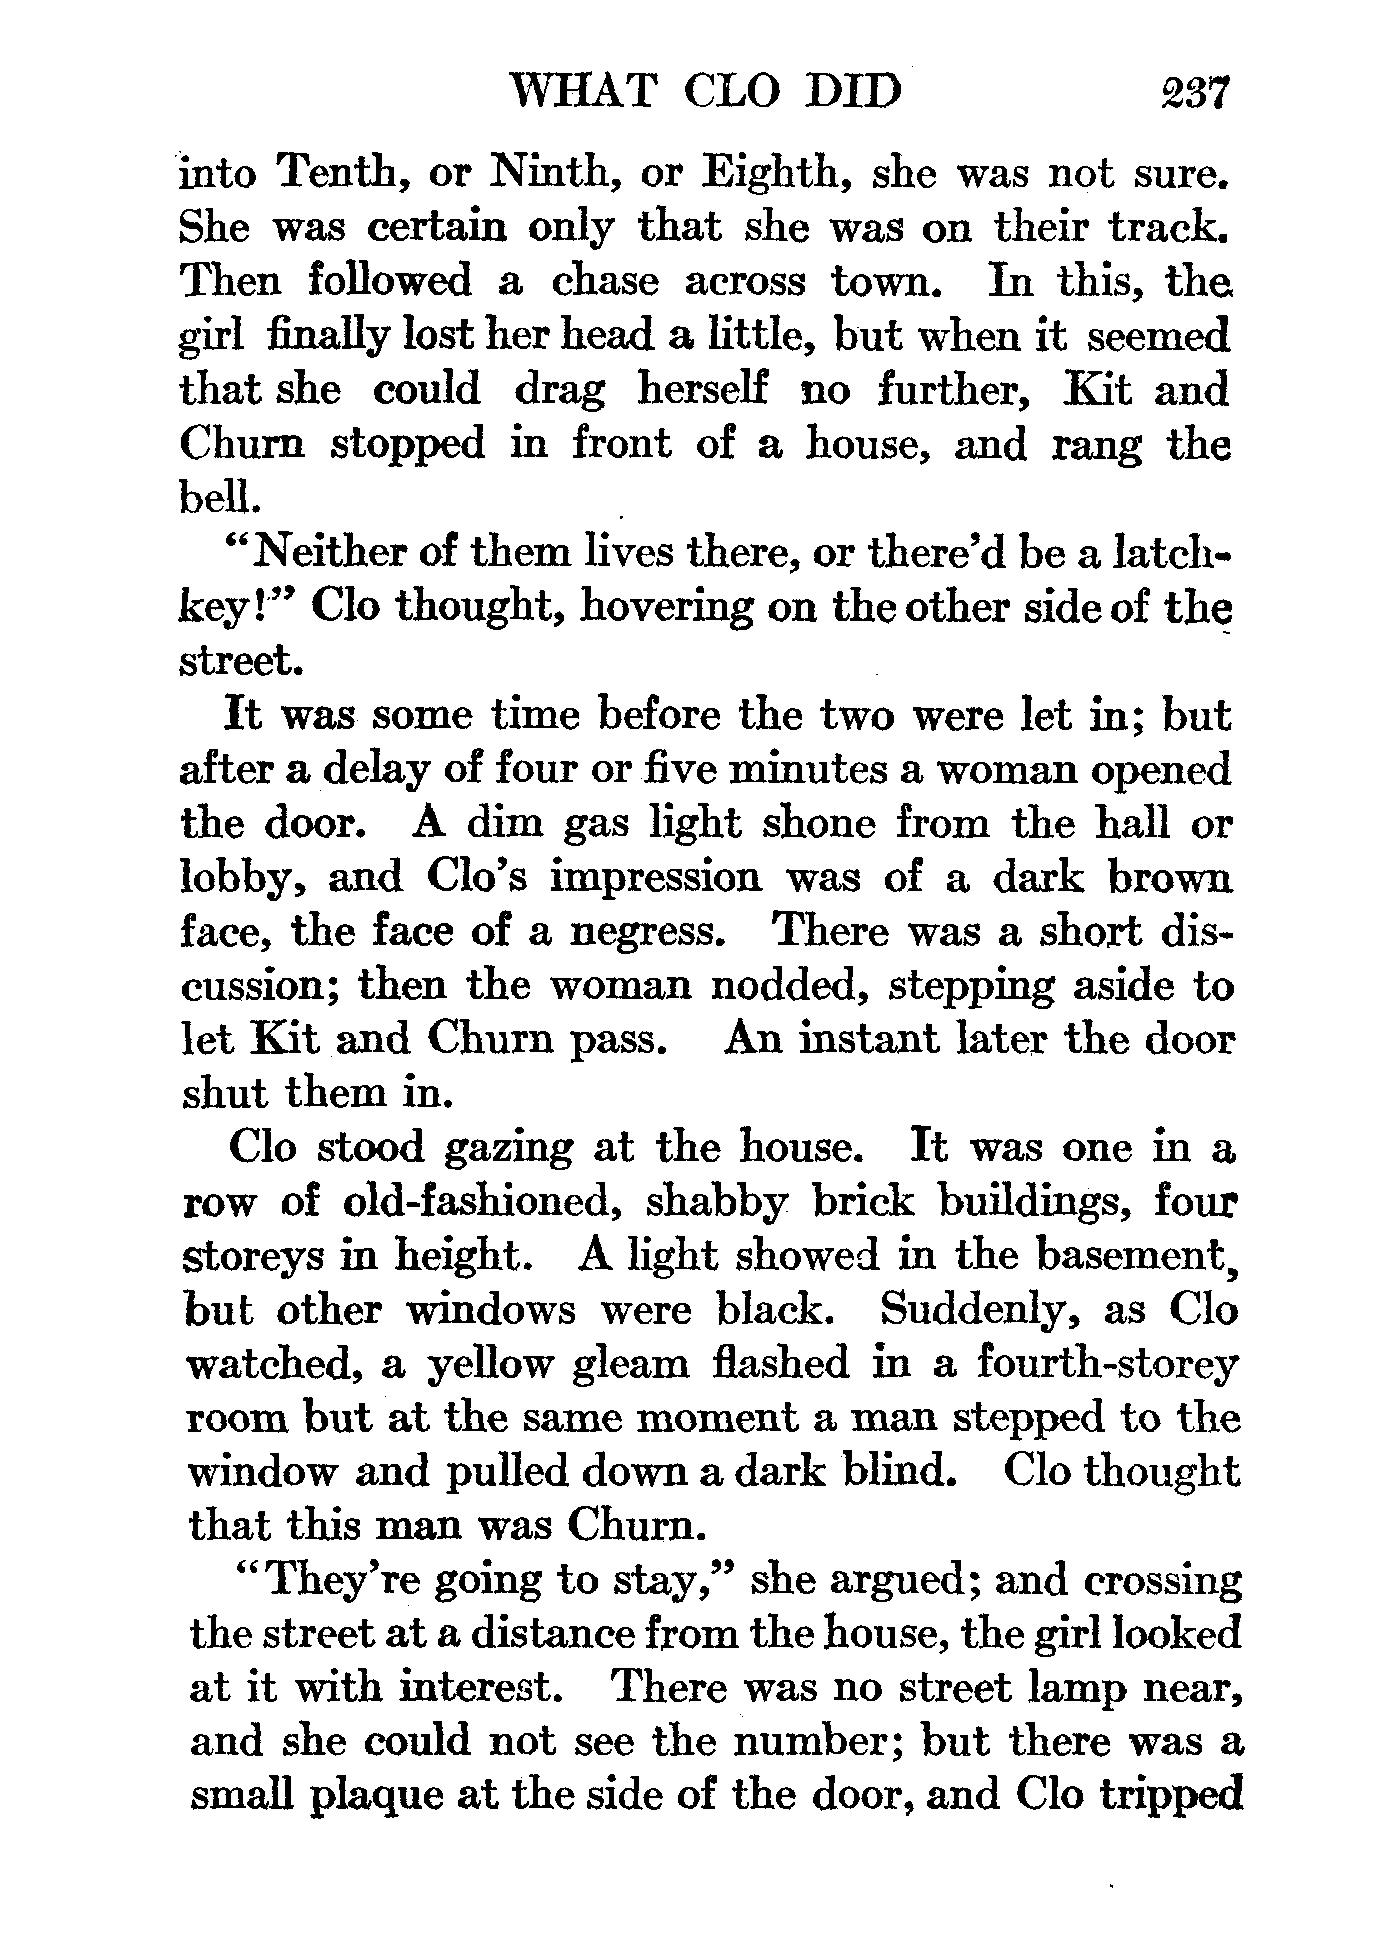 WHAT CLO DID 237
into Tenth, or Ninth, or Eighth, she was not sure.
She was certain only that she was on their track.
Then followed a chase across town. In this, the
girl finally lost her head a little, but when it seemed
that she could drag herself no further, Kit and
Churn stopped in front of a house, and rang the
bell.
“Neither of them lives there, or there’d be a latch-
key!” Clo thought, hovering on the other side of the
street.
It was some time before the two were let in; but
after a delay of four or five minutes a woman opened
the door. A dim gas light shone from the hall or
lobby, and Clo’s impression was of a dark brown
face, the face of a negress. There was a short dis-
cussion; then the woman nodded, stepping aside to
let Kit and Churn pass. An instant later the door
shut them in.
Clo stood gazing at the house. It was one in a
row of old-fashioned, shabby brick buildings, four
storeys in height. A light showed in the basement,
but other windows were black. Suddenly, as Clo
watched, a yellow gleam flashed in a fourth-storey
room but at the same moment a man stepped to the
window and pulled down a dark blind. Clo thought
that this man was Churn.
“They’re going to stay,” she argued; and crossing
the street at a distance from the house, the girl looked
at it with interest. There was no street lamp near,
and she could not see the number; but there was a
small plaque at the side of the door, and Clo tripped